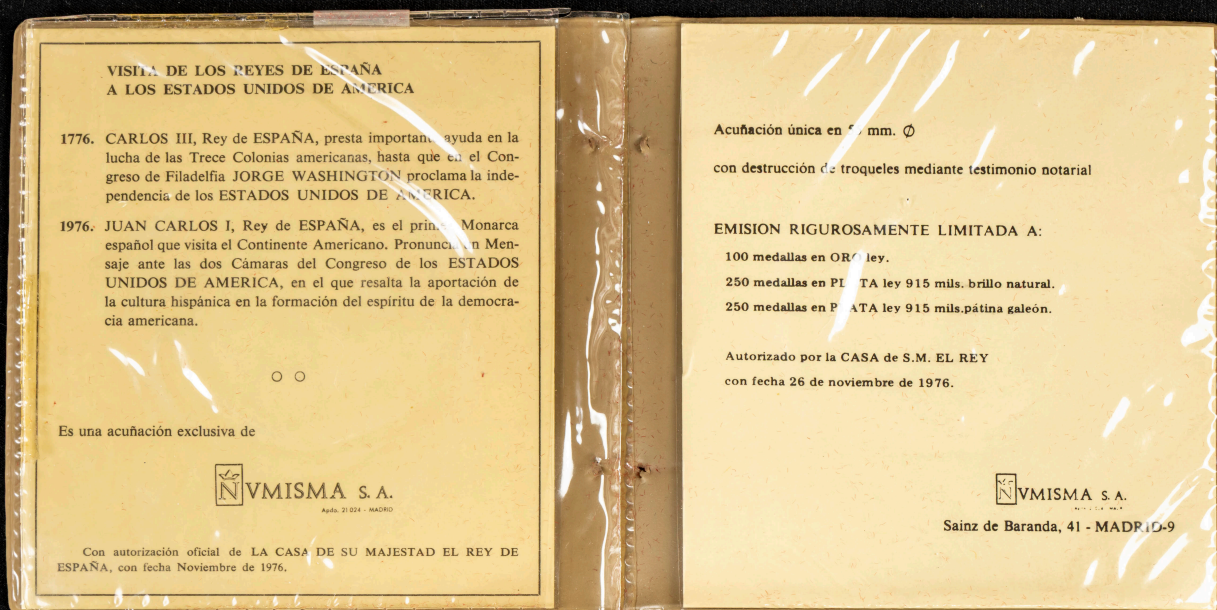 VISITA DE LOS REYES DE ESPAÑA
A LOS ESTADOS UNIDOS DE AMERICA
1776. CARLOS III, Rey de ESPAÑA, presta important ayuda en la
lucha de las Trece Colonias americanas, hasta que en el Con-
greso de Filadelfia JORGE WASHINGTON proclama la inde-
pendencia de los ESTADOS UNIDOS DE AMERICA.
1976. JUAN CARLOS I, Rey de ESPAÑA, es el primer Monarca
español que visita el Continente Americano. Pronuncia un Men-
saje ante las dos Cámaras del Congreso de los ESTADOS
UNIDOS DE AMERICA, en el que resalta la aportación de
la cultura hispánica en la formación del espíritu de la democra-
cia americana.
Es una acuñación exclusiva de
ÑVMISMA S. A.
Apdo. 21.024 - MADRID
Con autorización oficial de LA CASA DE SU MAJESTAD EL REY DE
ESPAÑA, con fecha Noviembre de 1976.
Acuñación única en mm. Ø
con destrucción de troqueles mediante testimonio notarial
EMISION RIGUROSAMENTE LIMITADA A:
100 medallas en ORO ley.
250 medallas en PLATA ley 915 mils. brillo natural.
250 medallas en PLATA ley 915 mils.pátina galeón.
Autorizado por la CASA de S.M. EL REY
con fecha 26 de noviembre de 1976.
ÑVMISMA S. A.
Sainz de Baranda, 41 - MADRID-9